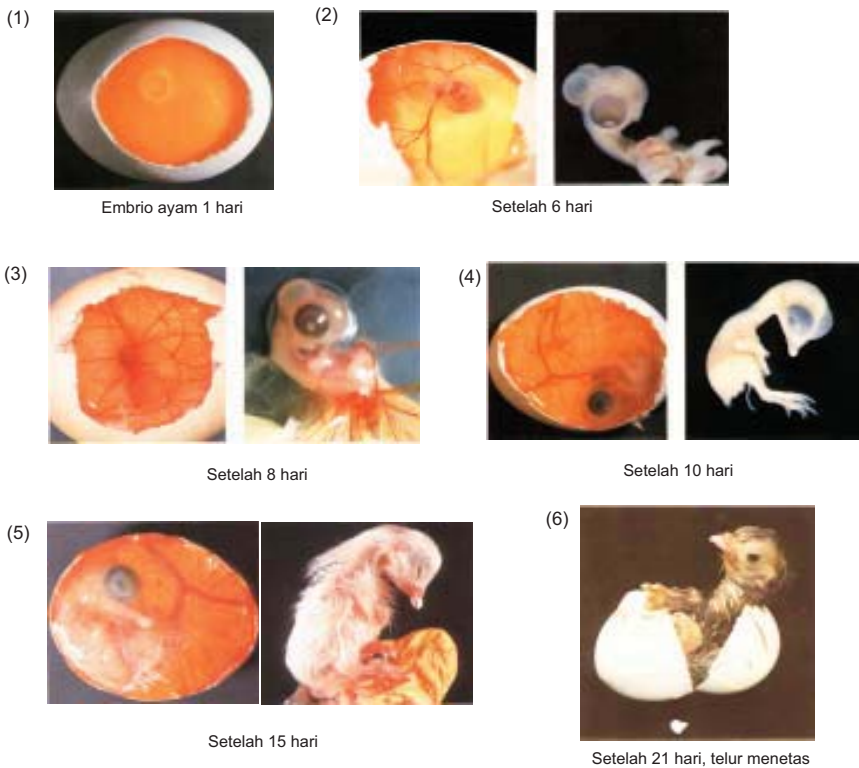 (1)
Embrio ayam 1 hari
(2)
Setelah 6 hari
(3)
Setelah 8 hari
(4)
Setelah 10 hari
(5)
Setelah 15 hari
(6)
Setelah 21 hari, telur menetas